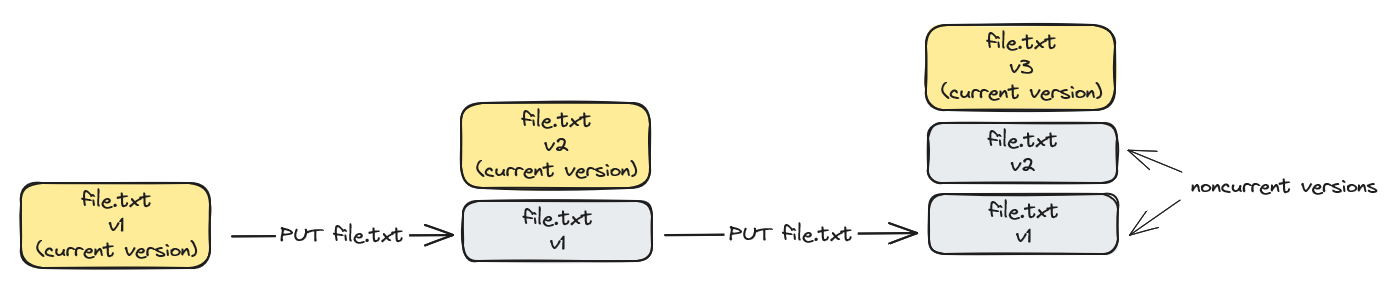 file.txt
v1
(current version)
PUT file.txt
file.txt
v2
(current version)
file.txt
v1
PUT file.txt
file.txt
v3
(current version)
file.txt
v2
file.txt
v1
noncurrent versions